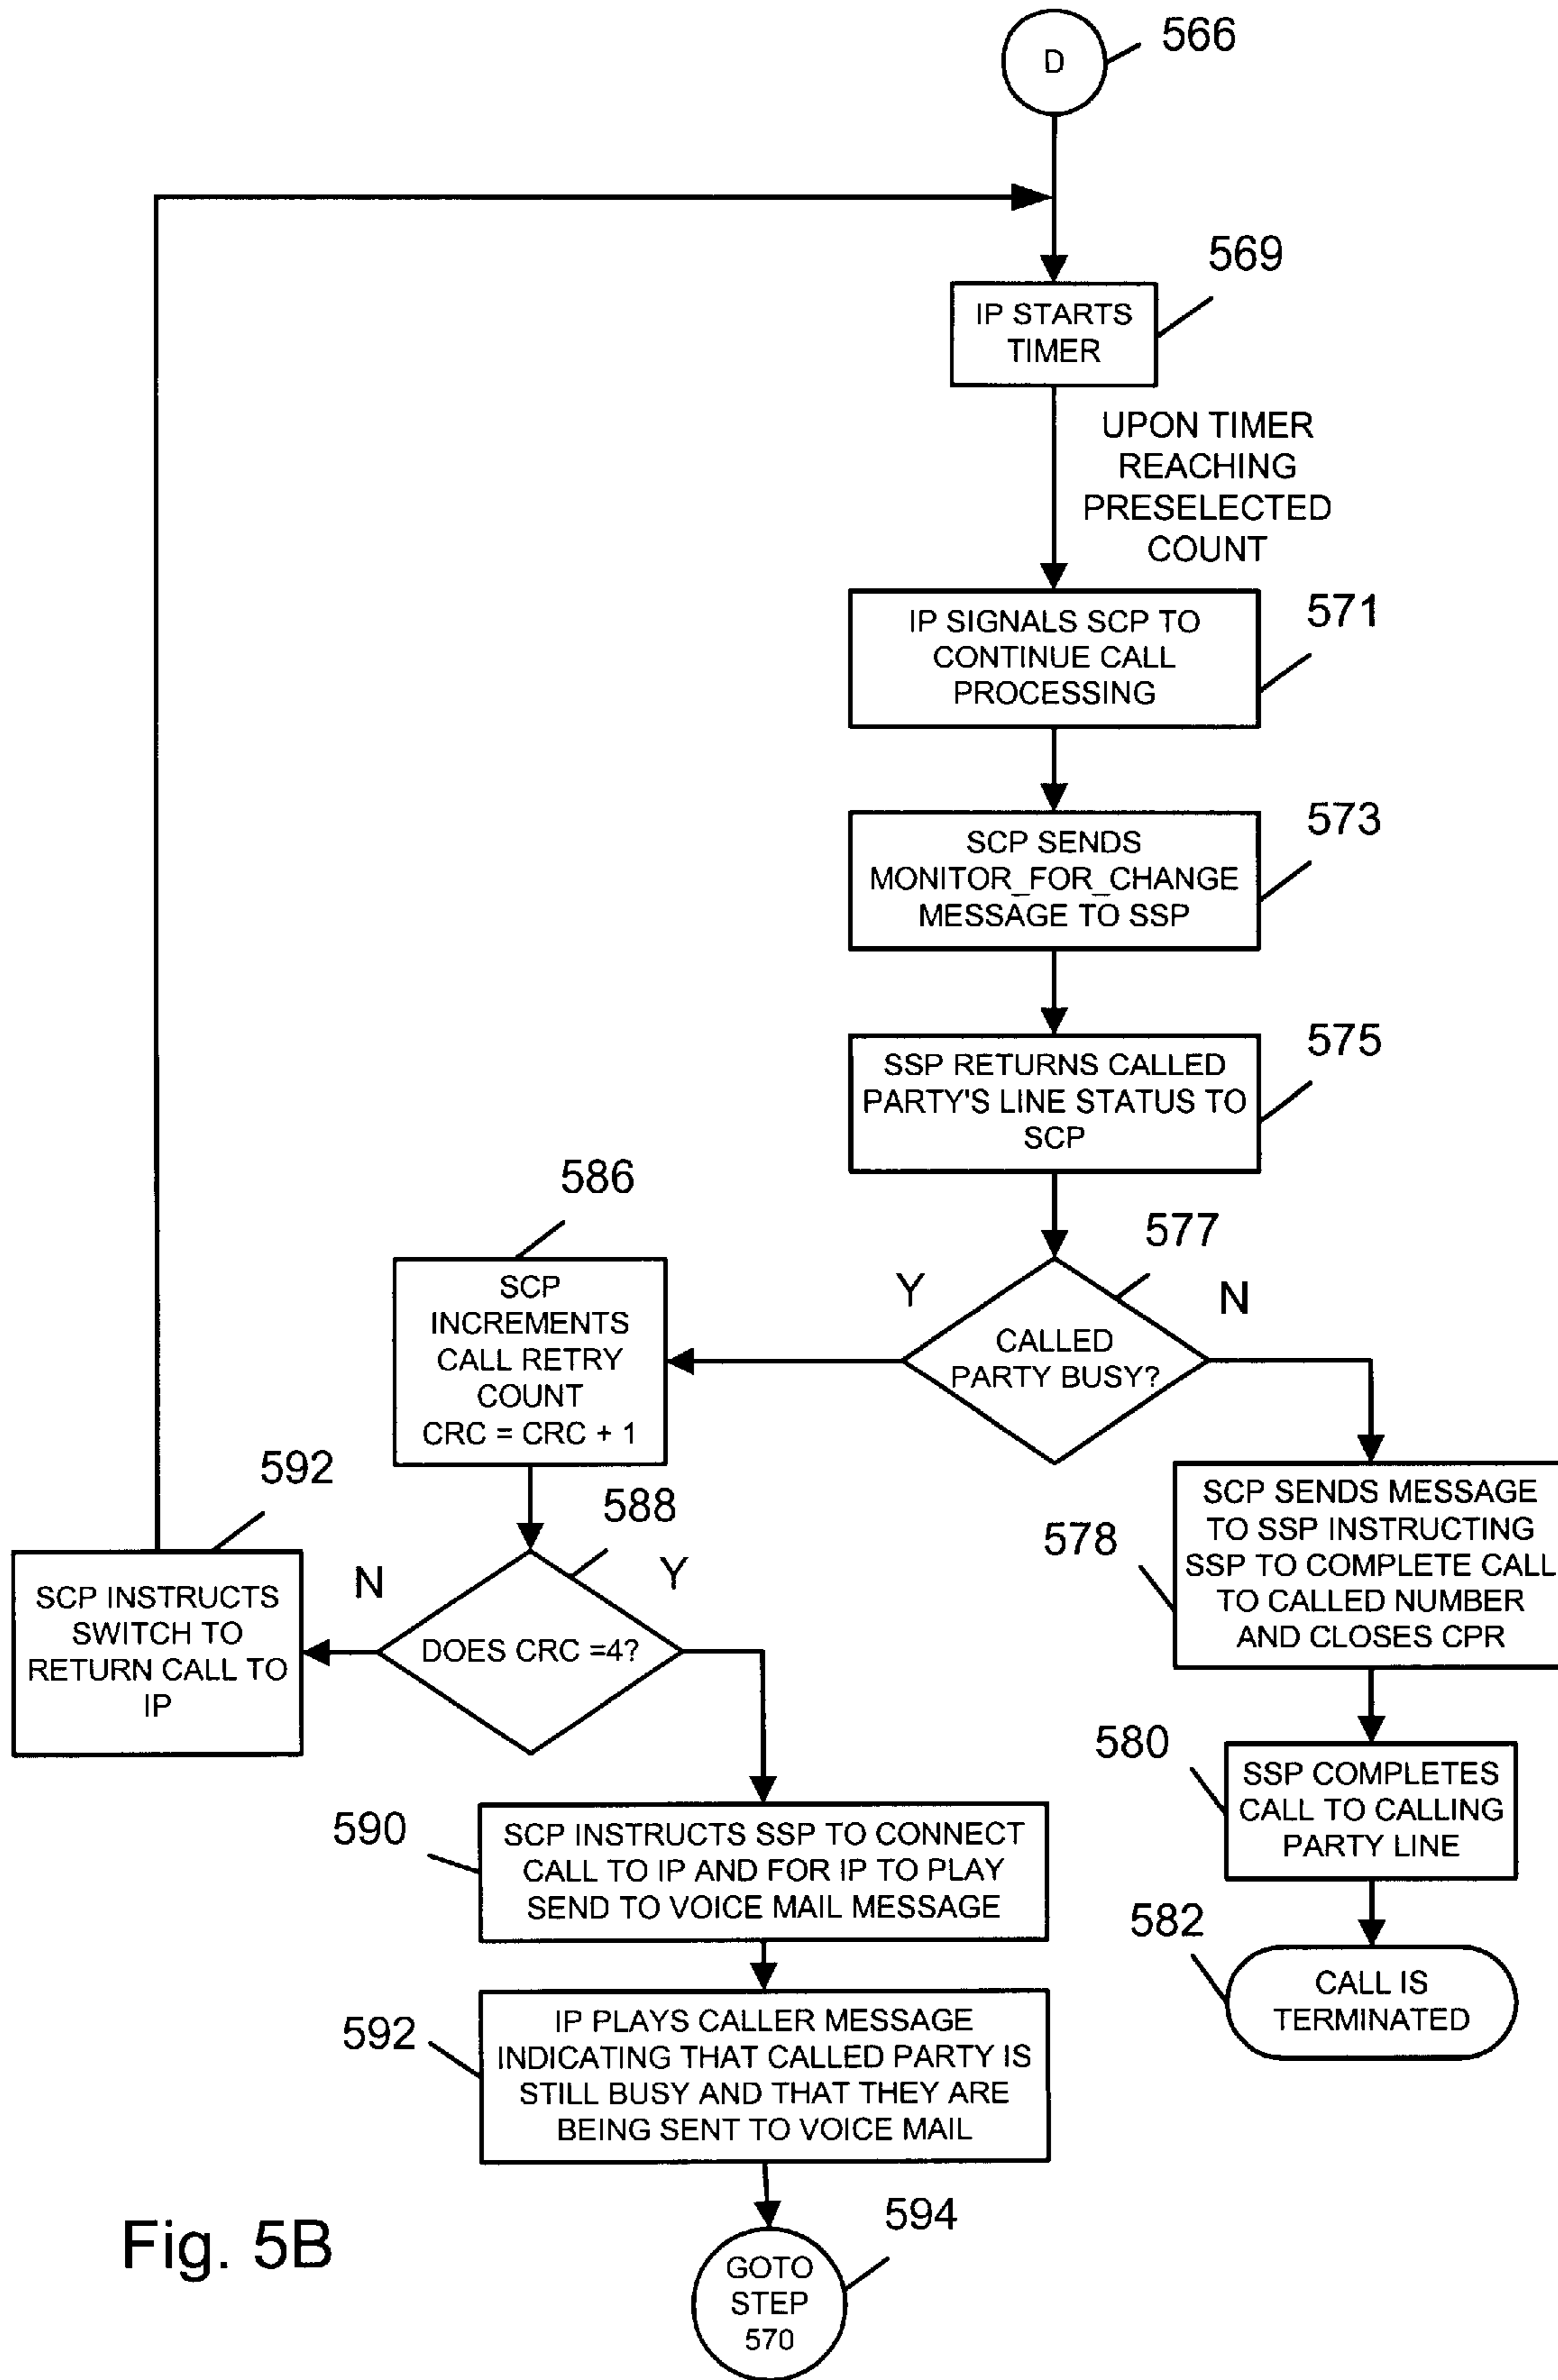 D
566
569
IP STARTS
TIMER
UPON TIMER
REACHING
PRESELECTED
COUNT
571
IP SIGNALS SCP TO
CONTINUE CALL
PROCESSING
573
SCP SENDS
MONITOR_FOR_CHANGE
MESSAGE TO SSP
575
SSP RETURNS CALLED
PARTY'S LINE STATUS TO
SCP
577
CALLED
PARTY BUSY?
Y
N
586
SCP
INCREMENTS
CALL RETRY
COUNT
CRC = CRC + 1
588
DOES CRC =4?
N
Y
592
SCP INSTRUCTS
SWITCH TO
RETURN CALL TO
IP
578
SCP SENDS MESSAGE
TO SSP INSTRUCTING
SSP TO COMPLETE CALL
TO CALLED NUMBER
AND CLOSES CPR
580
SSP COMPLETES
CALL TO CALLING
PARTY LINE
582
CALL IS
TERMINATED
590
SCP INSTRUCTS SSP TO CONNECT
CALL TO IP AND FOR IP TO PLAY
SEND TO VOICE MAIL MESSAGE
592
IP PLAYS CALLER MESSAGE
INDICATING THAT CALLED PARTY IS
STILL BUSY AND THAT THEY ARE
BEING SENT TO VOICE MAIL
594
GOTO
STEP
570
Fig. 5B